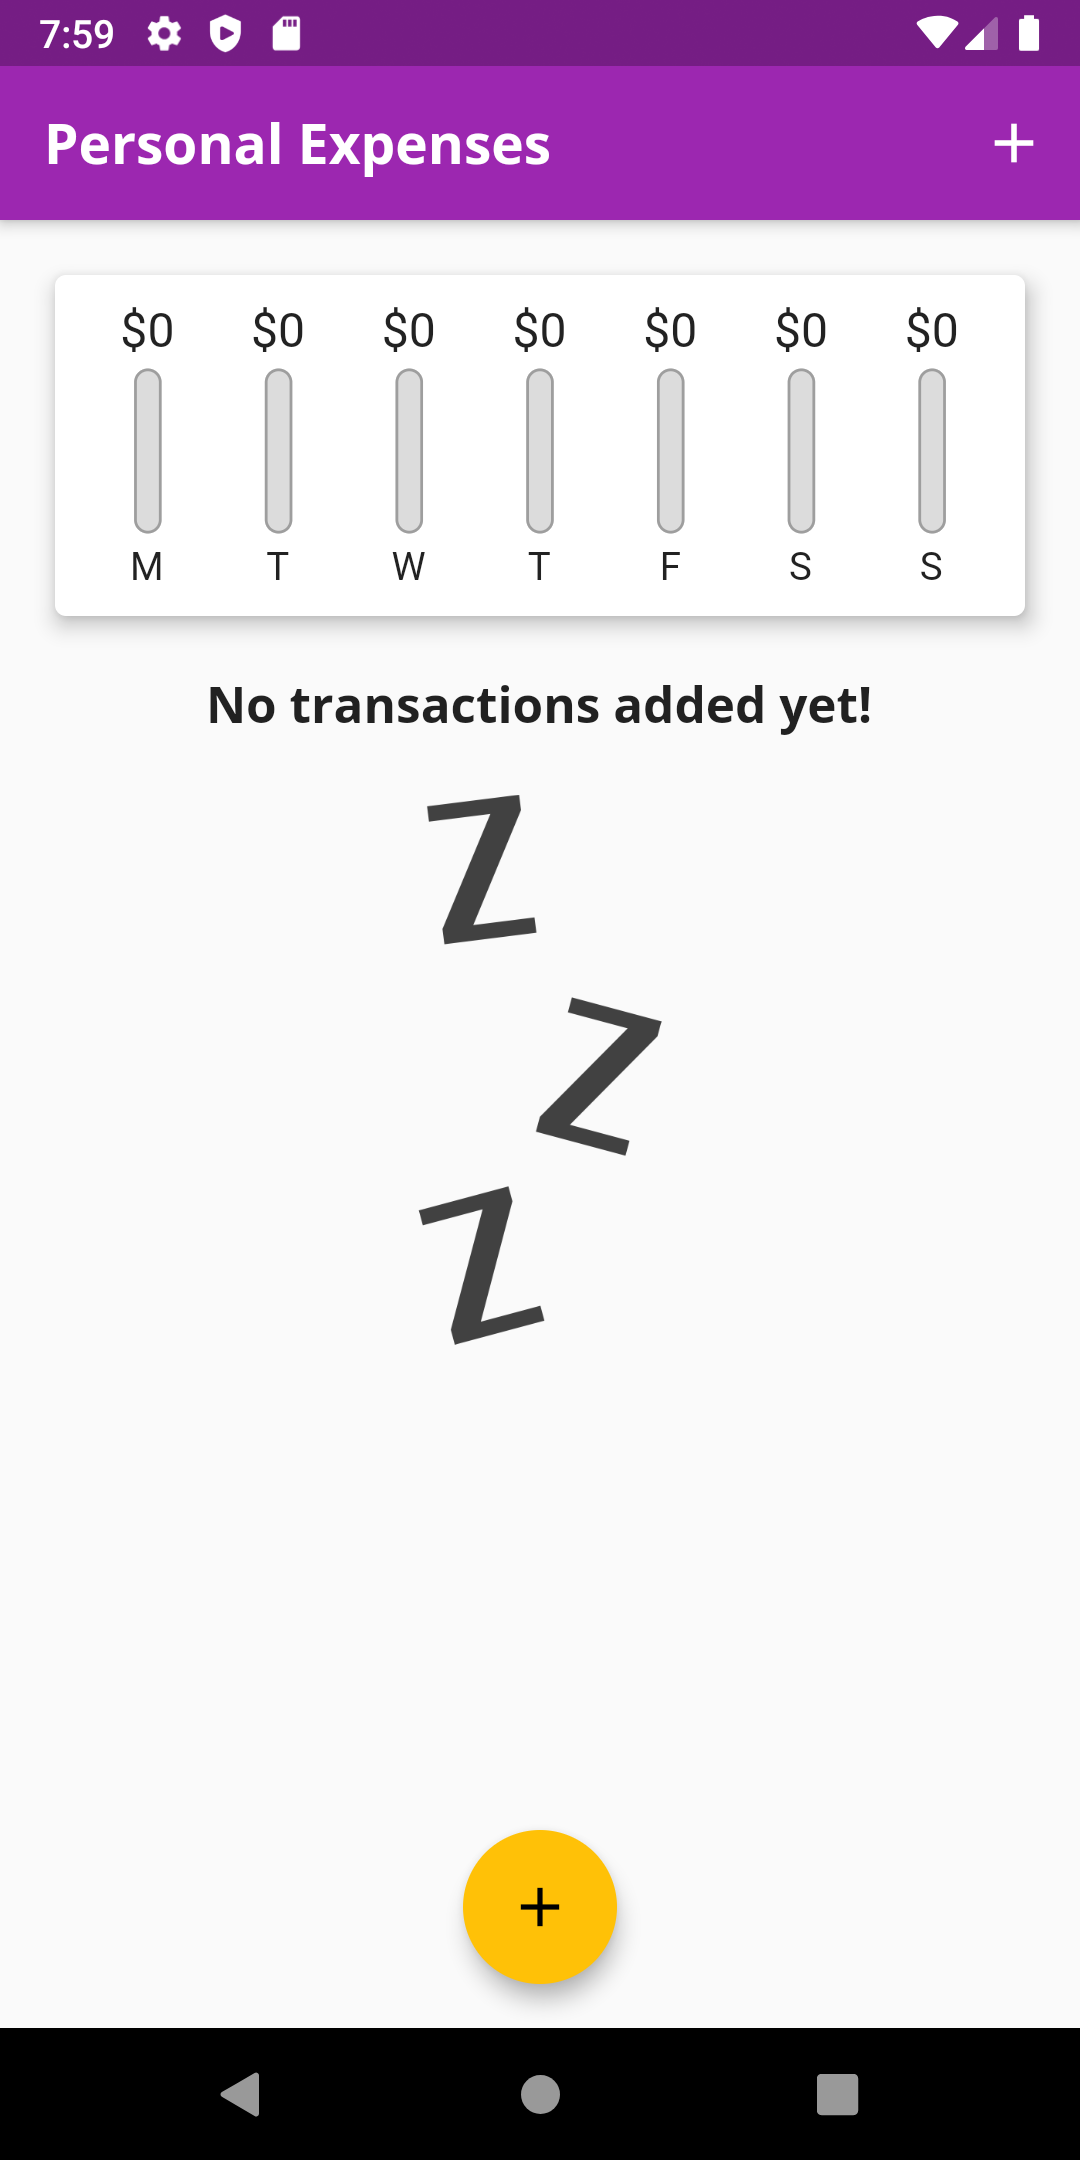 7:59
Personal Expenses
$0 $0 $0 $0 $0 $0 $0
M T W T F S S
No transactions added yet!
Z
Z
Z